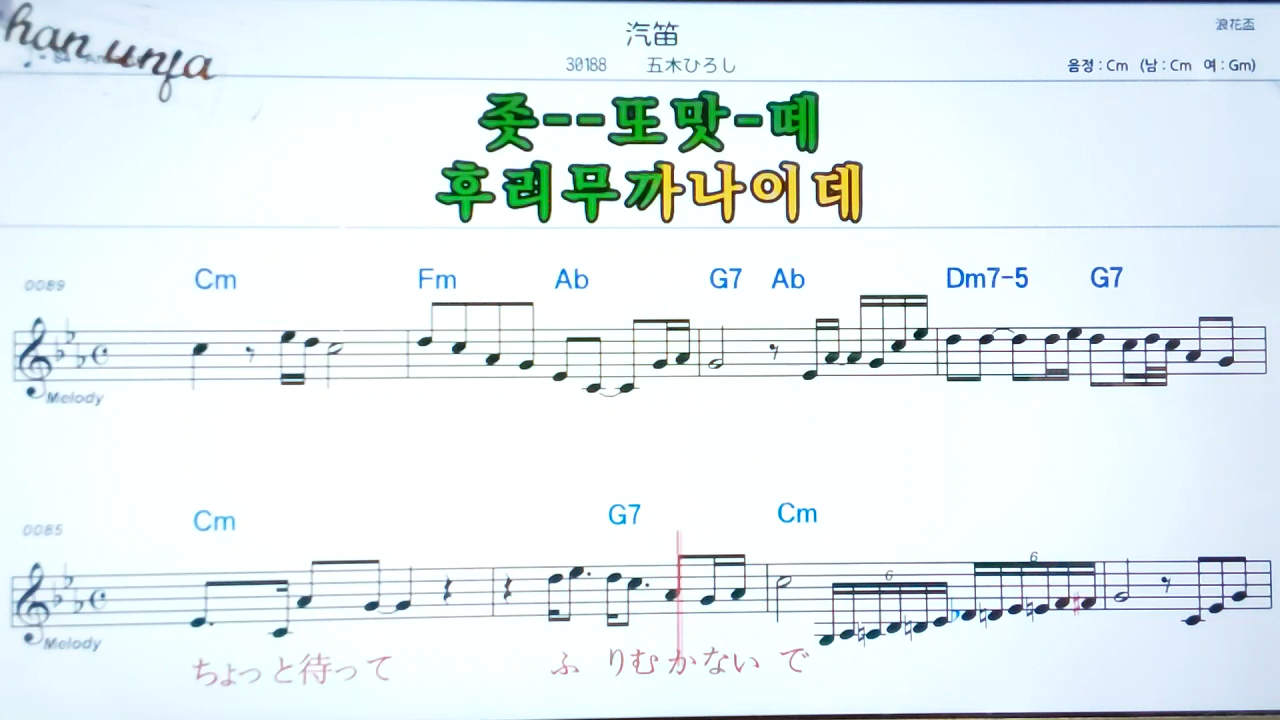 han unfa
汽笛
浪花盃
30188 五木ひろし
음정 : Cm (남 : Cm 여 : Gm)
좃--또맛-떼
후리무까나이데
0089 Cm Fm Ab G7 Ab Dm7-5 G7
Melody
0085 Cm G7 Cm
6 6
Melody
ちょっと待って ふりむかないで